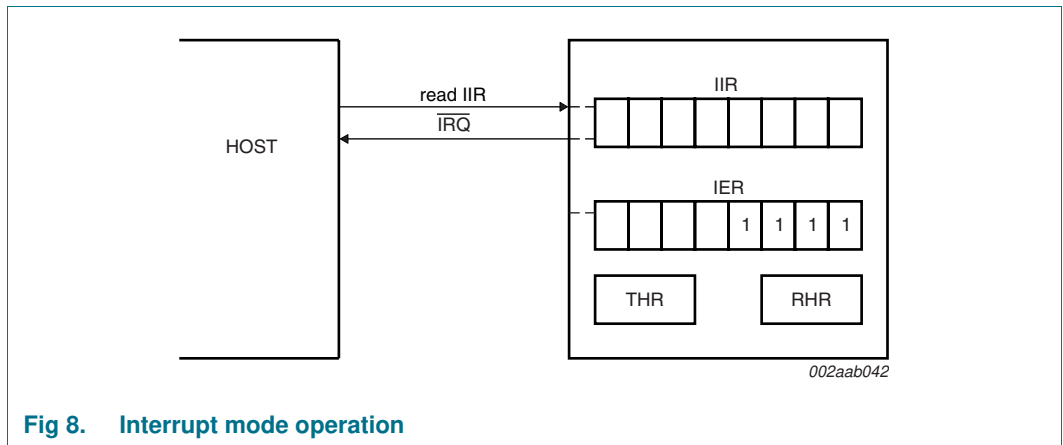 IIR
read IIR
IRQ
HOST
IER
1 1 1 1
THR RHR
002aab042
Fig 8. Interrupt mode operation